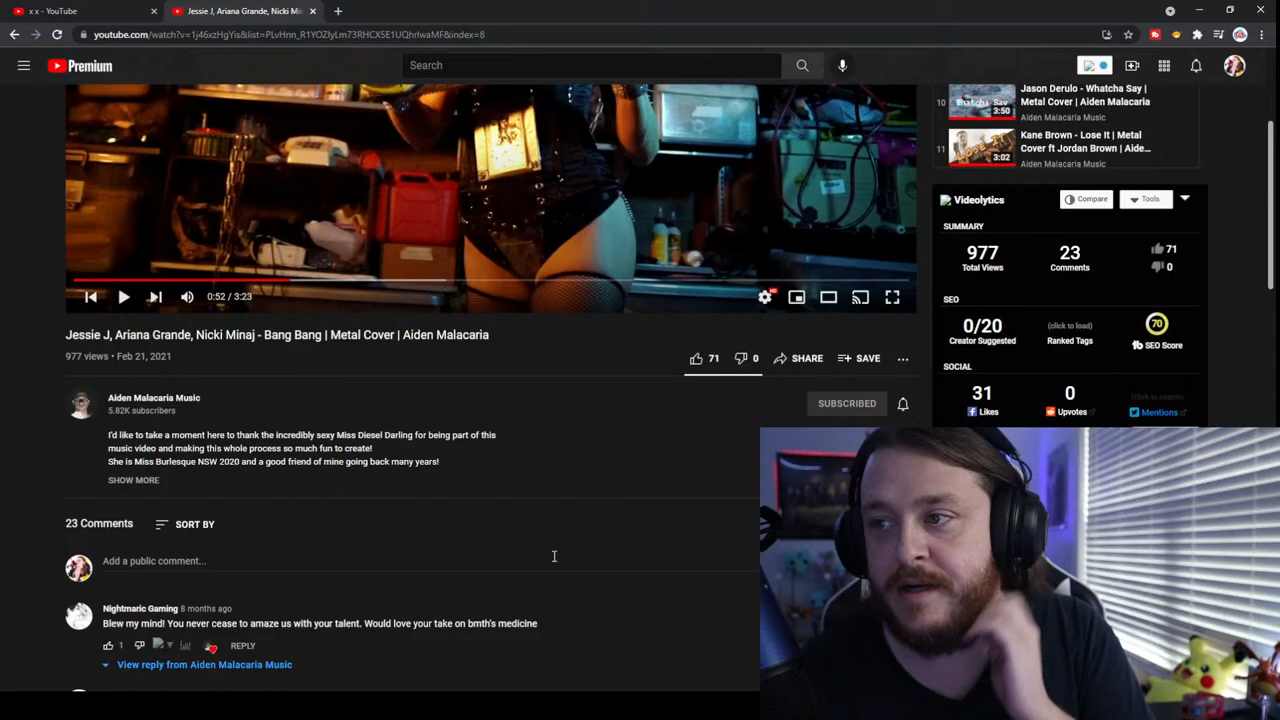 x x - YouTube
Jessie J, Ariana Grande, Nicki Min
youtube.com/watch?v=1j46xzHgYis&list=PLvHnn_R1YOZIyLm73RHCX5E1UQhrIwaMF&index=8
Premium
Search
10
Jason Derulo - Whatcha Say |
Metal Cover | Aiden Malacaria
Aiden Malacaria Music
3:50
11
Kane Brown - Lose It | Metal
Cover ft Jordan Brown | Aide...
Aiden Malacaria Music
3:02
Videolytics
Compare
Tools
SUMMARY
977
23
71
Total Views
Comments
0
SEO
0/20
(click to load)
70
Creator Suggested
Ranked Tags
tb SEO Score
SOCIAL
31
0
Likes
Upvotes
Mentions
0:52 / 3:23
HD
Jessie J, Ariana Grande, Nicki Minaj - Bang Bang | Metal Cover | Aiden Malacaria
977 views • Feb 21, 2021
71
0
SHARE
SAVE
Aiden Malacaria Music
5.82K subscribers
SUBSCRIBED
I'd like to take a moment here to thank the incredibly sexy Miss Diesel Darling for being part of this
music video and making this whole process so much fun to create!
She is Miss Burlesque NSW 2020 and a good friend of mine going back many years!
SHOW MORE
23 Comments
SORT BY
Add a public comment...
Nightmaric Gaming 8 months ago
Blew my mind! You never cease to amaze us with your talent. Would love your take on bmth's medicine
1
REPLY
View reply from Aiden Malacaria Music